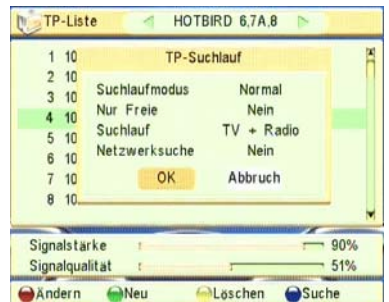 TP-Liste HOTBIRD 6,7A,8
TP-Suchlauf
1 10
2 10
3 10
4 10
5 10
6 10
7 10
8 10
Suchlaufmodus Normal
Nur Freie Nein
Suchlauf TV + Radio
Netzwerksuche Nein
OK Abbruch
Signalstärke 90%
Signalqualität 51%
Ändern Neu Löschen Suche